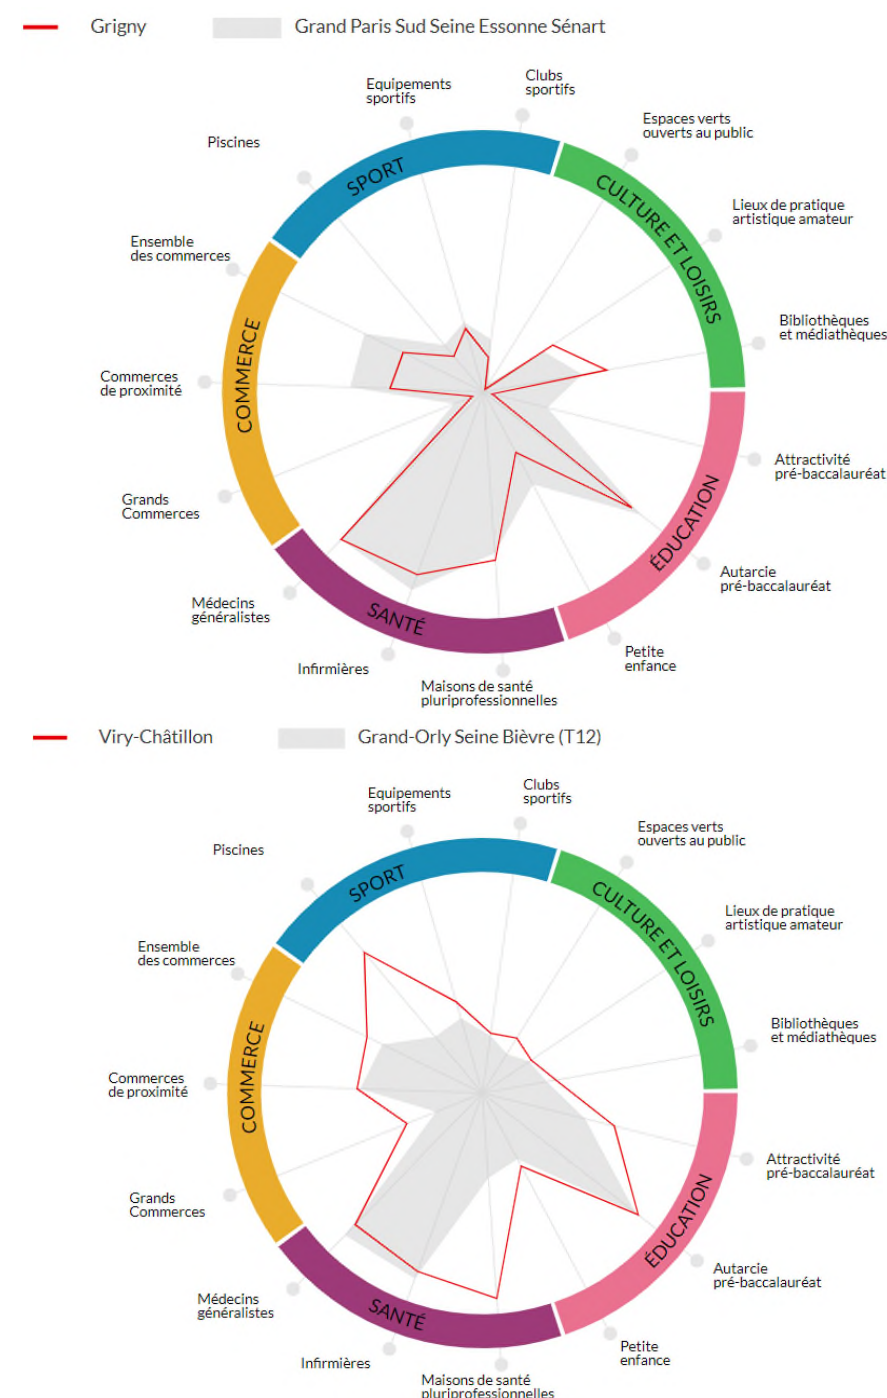 Grigny
Grand Paris Sud Seine Essonne Sénart
Clubs
sportifs
Equipements
sportifs
Espaces verts
ouverts au public
Piscines
SPORT
CULTURE ET LOISIRS
Lieux de pratique
artistique amateur
Ensemble
des commerces
Bibliothèques
et médiathèques
COMMERCE
Commerces
de proximité
Attractivité
pré-baccalauréat
Grands
Commerces
ÉDUCATION
Autarcie
pré-baccalauréat
Médecins
généralistes
SANTÉ
Petite
enfance
Infirmières
Maisons de santé
pluriprofessionnelles
Viry-Châtillon
Grand-Orly Seine Bièvre (T12)
Clubs
sportifs
Equipements
sportifs
Espaces verts
ouverts au public
Piscines
SPORT
CULTURE ET LOISIRS
Lieux de pratique
artistique amateur
Ensemble
des commerces
Bibliothèques
et médiathèques
COMMERCE
Commerces
de proximité
Attractivité
pré-baccalauréat
Grands
Commerces
ÉDUCATION
Autarcie
pré-baccalauréat
Médecins
généralistes
SANTÉ
Petite
enfance
Infirmières
Maisons de santé
pluriprofessionnelles